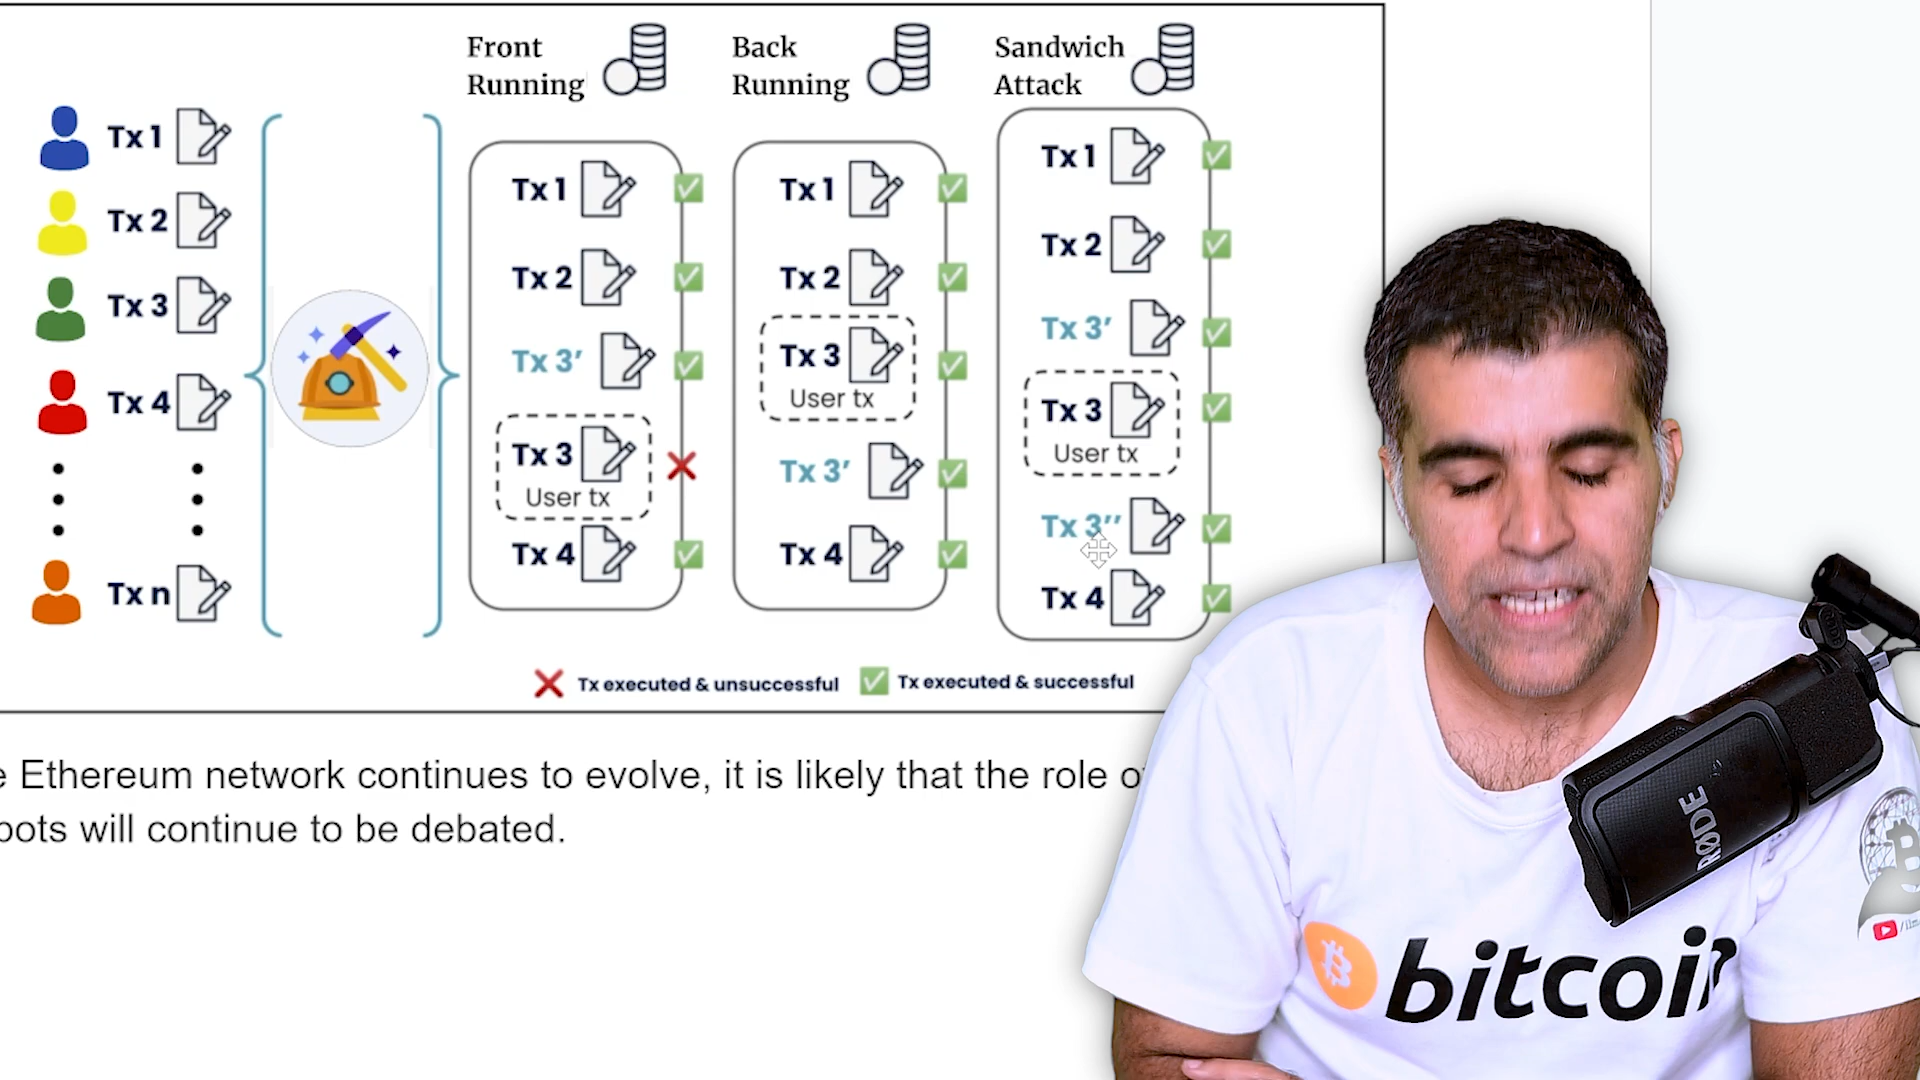 Front
Running
Back
Running
Sandwich
Attack
Tx 1
Tx 2
Tx 3
Tx 4
Tx n
Tx 1
Tx 2
Tx 3′
Tx 3
User tx
Tx 4
Tx 1
Tx 2
Tx 3
User tx
Tx 3′
Tx 4
Tx 1
Tx 2
Tx 3′
Tx 3
User tx
Tx 3′′
Tx 4
Tx executed & unsuccessful
Tx executed & successful
Ethereum network continues to evolve, it is likely that the role
will continue to be debated.
RØDE
bitcoin